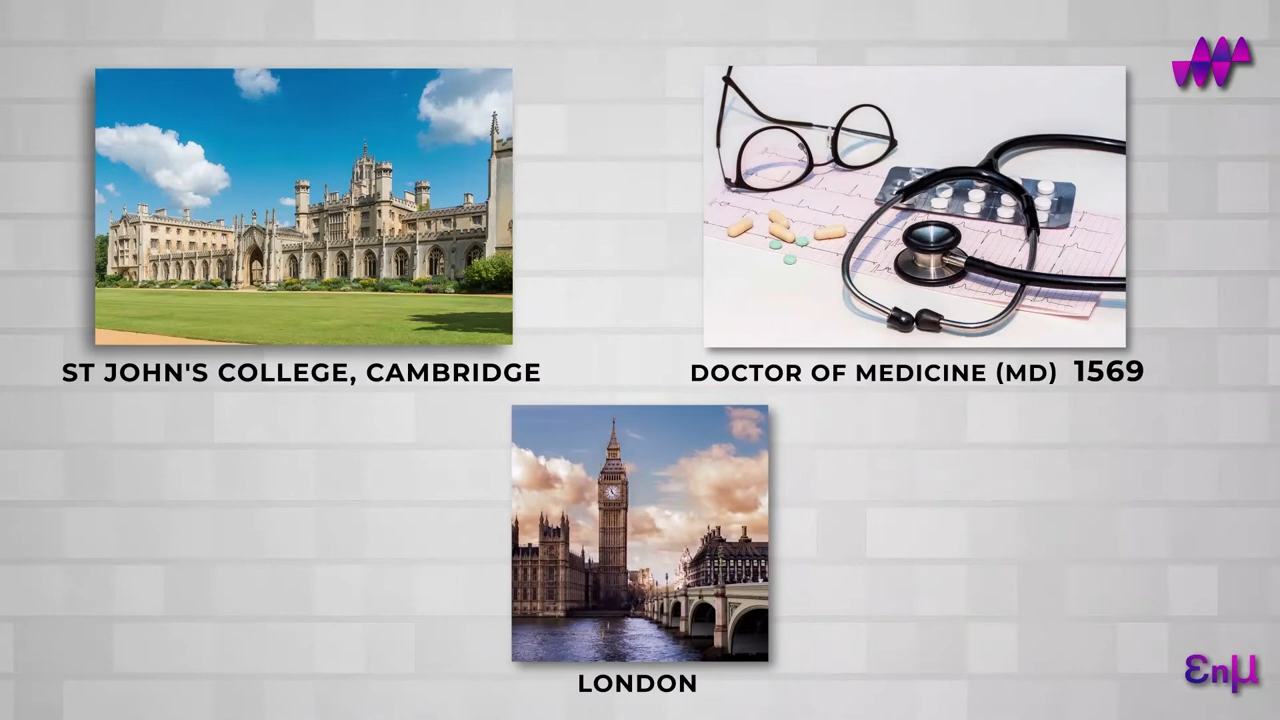 ST JOHN'S COLLEGE, CAMBRIDGE
DOCTOR OF MEDICINE (MD) 1569
LONDON
εnμ